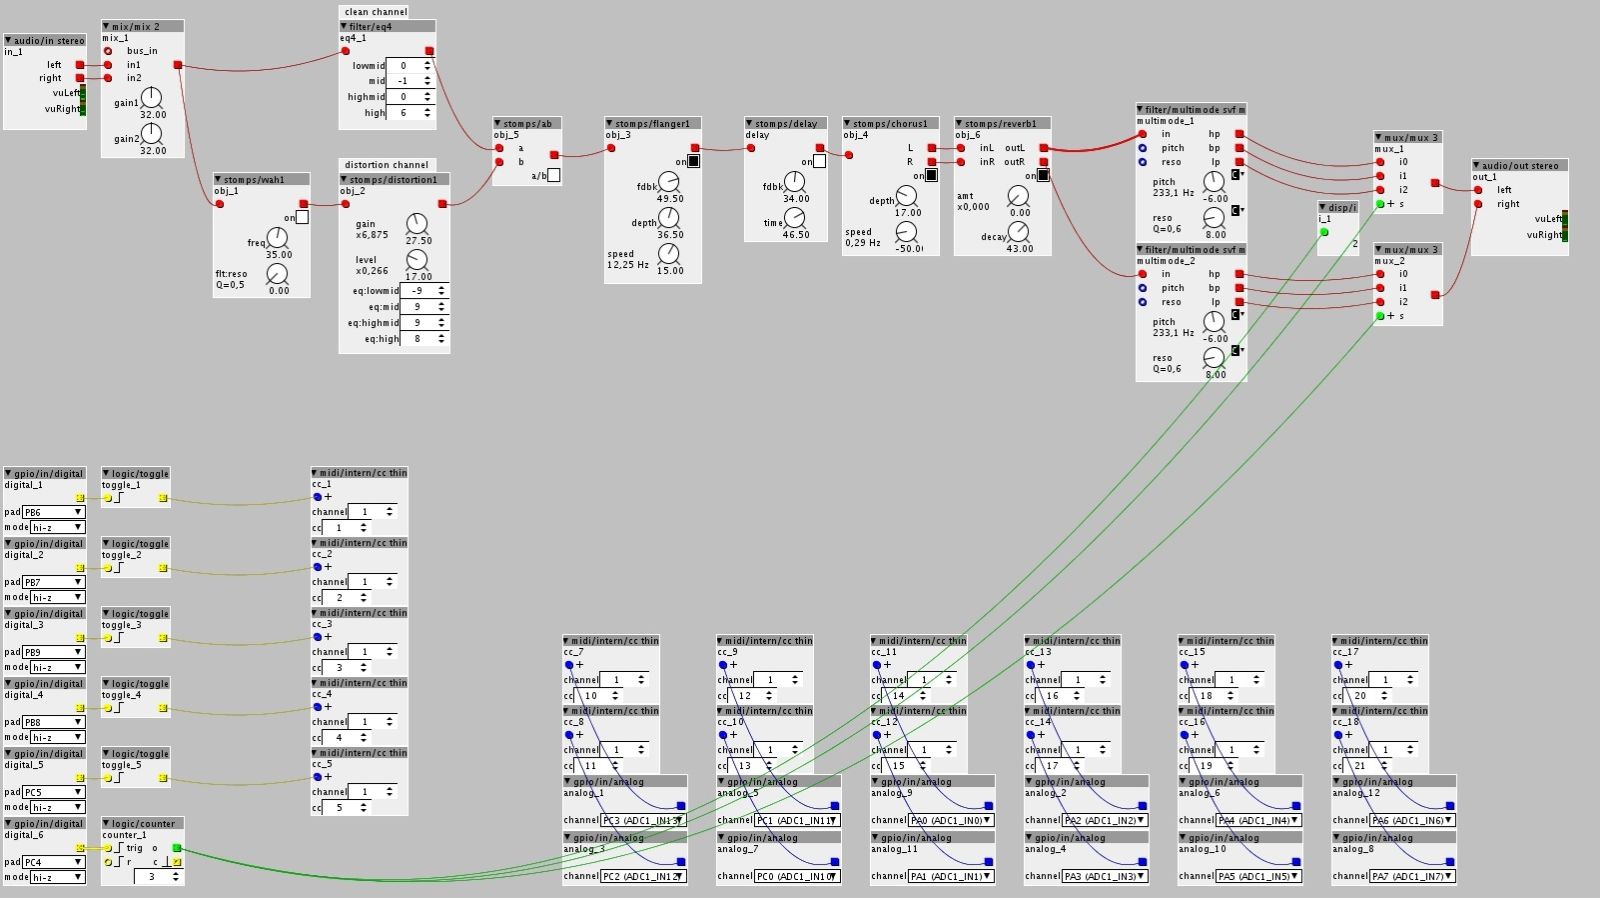 clean channel
audio/in stereo
in_1
left
right
vuLeft
vuRight
mix/mix 2
mix_1
bus_in
in1
in2
gain1
32.00
gain2
32.00
filter/eq4
eq4_1
lowmid 0
mid -1
highmid 0
high 6
stomps/wah1
obj_1
on
freq
35.00
flt:reso
Q=0,5
0.00
distortion channel
stomps/distortion1
obj_2
gain
x6,875
27.50
level
x0,266
17.00
eq:lowmid -9
eq:mid 9
eq:highmid 9
eq:high 8
stomps/ab
obj_5
a
b
a/b
stomps/flanger1
obj_3
on
fdbk
49.50
depth
36.50
speed
12,25 Hz
15.00
stomps/delay
delay
on
fdbk
34.00
time
46.50
stomps/chorus1
obj_4
L
R
on
depth
17.00
speed
0,29 Hz
-50.0
stomps/reverb1
obj_6
inL outL
inR outR
on
amt
x0,000
0.00
decay
43.00
filter/multimode svf m
multimode_1
in hp
pitch bp
reso lp
pitch
233,1 Hz
-6.00
reso
Q=0,6
8.00
filter/multimode svf m
multimode_2
in hp
pitch bp
reso lp
pitch
233,1 Hz
-6.00
reso
Q=0,6
8.00
disp/i
i_1
2
mux/mux 3
mux_1
i0
i1
i2
+ s
mux/mux 3
mux_2
i0
i1
i2
+ s
audio/out stereo
out_1
left
right
vuLeft
vuRight
gpio/in/digital
digital_1
pad PB6
mode hi-z
logic/toggle
toggle_1
midi/intern/cc thin
cc_1
+
channel 1
cc 1
gpio/in/digital
digital_2
pad PB7
mode hi-z
logic/toggle
toggle_2
midi/intern/cc thin
cc_2
+
channel 1
cc 2
gpio/in/digital
digital_3
pad PB9
mode hi-z
logic/toggle
toggle_3
midi/intern/cc thin
cc_3
+
channel 1
cc 3
gpio/in/digital
digital_4
pad PB8
mode hi-z
logic/toggle
toggle_4
midi/intern/cc thin
cc_4
+
channel 1
cc 4
gpio/in/digital
digital_5
pad PC5
mode hi-z
logic/toggle
toggle_5
midi/intern/cc thin
cc_5
+
channel 1
cc 5
gpio/in/digital
digital_6
pad PC4
mode hi-z
logic/counter
counter_1
trig o
r c
3
midi/intern/cc thin
cc_7
+
channel 1
cc 10
midi/intern/cc thin
cc_8
+
channel 1
cc 11
gpio/in/analog
analog_1
channel PC3 (ADC1_IN13)
gpio/in/analog
analog_3
channel PC2 (ADC1_IN12)
midi/intern/cc thin
cc_9
+
channel 1
cc 12
midi/intern/cc thin
cc_10
+
channel 1
cc 13
gpio/in/analog
analog_5
channel PC1 (ADC1_IN11)
gpio/in/analog
analog_7
channel PC0 (ADC1_IN10)
midi/intern/cc thin
cc_11
+
channel 1
cc 14
midi/intern/cc thin
cc_12
+
channel 1
cc 15
gpio/in/analog
analog_9
channel PA0 (ADC1_IN0)
gpio/in/analog
analog_11
channel PA1 (ADC1_IN1)
midi/intern/cc thin
cc_13
+
channel 1
cc 16
midi/intern/cc thin
cc_14
+
channel 1
cc 17
gpio/in/analog
analog_2
channel PA2 (ADC1_IN2)
gpio/in/analog
analog_4
channel PA3 (ADC1_IN3)
midi/intern/cc thin
cc_15
+
channel 1
cc 18
midi/intern/cc thin
cc_16
+
channel 1
cc 19
gpio/in/analog
analog_6
channel PA4 (ADC1_IN4)
gpio/in/analog
analog_10
channel PA5 (ADC1_IN5)
midi/intern/cc thin
cc_17
+
channel 1
cc 20
midi/intern/cc thin
cc_18
+
channel 1
cc 21
gpio/in/analog
analog_12
channel PA6 (ADC1_IN6)
gpio/in/analog
analog_8
channel PA7 (ADC1_IN7)